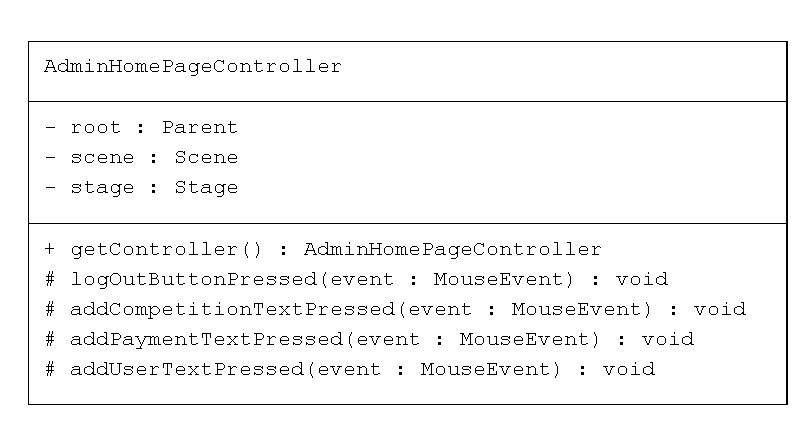 AdminHomePageController
- root : Parent
- scene : Scene
- stage : Stage
+ getController() : AdminHomePageController
# logOutButtonPressed(event : MouseEvent) : void
# addCompetitionTextPressed(event : MouseEvent) : void
# addPaymentTextPressed(event : MouseEvent) : void
# addUserTextPressed(event : MouseEvent) : void